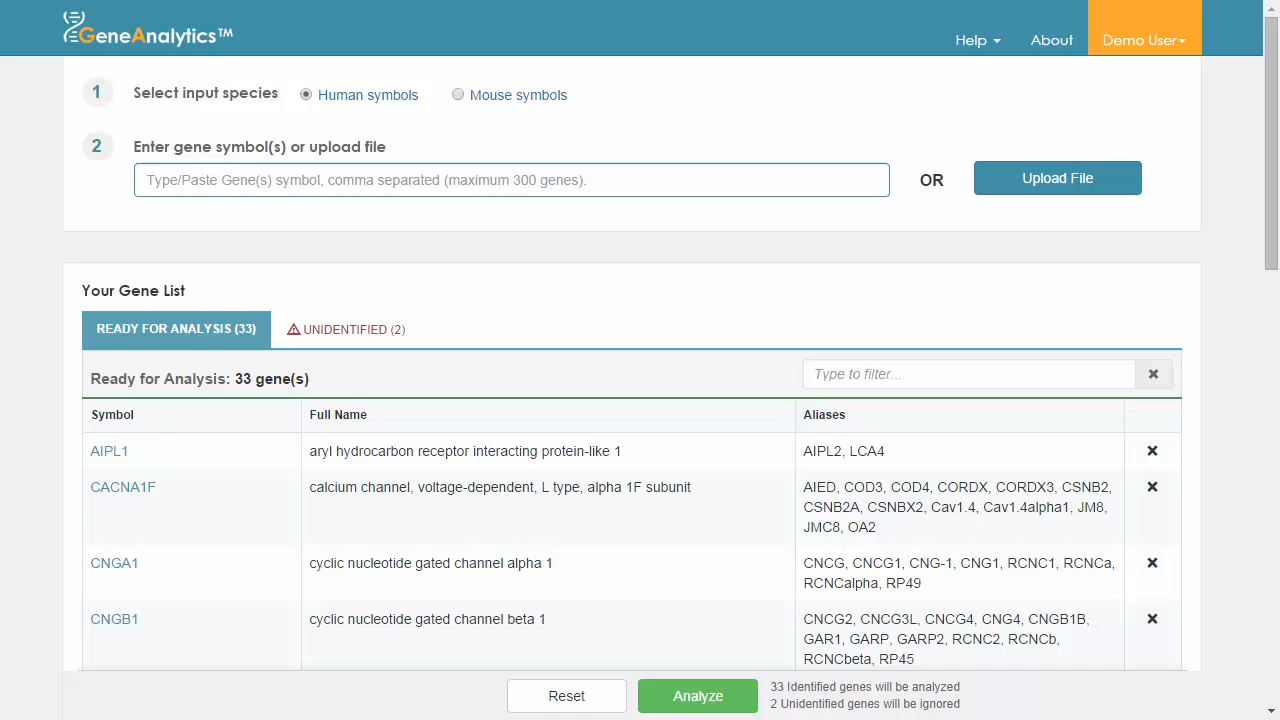 GeneAnalytics™
Help
About
Demo User
1
Select input species
Human symbols
Mouse symbols
2
Enter gene symbol(s) or upload file
Type/Paste Gene(s) symbol, comma separated (maximum 300 genes).
OR
Upload File
Your Gene List
READY FOR ANALYSIS (33)
UNIDENTIFIED (2)
Ready for Analysis: 33 gene(s)
Type to filter...
Symbol
Full Name
Aliases
AIPL1
aryl hydrocarbon receptor interacting protein-like 1
AIPL2, LCA4
CACNA1F
calcium channel, voltage-dependent, L type, alpha 1F subunit
AIED, COD3, COD4, CORDX, CORDX3, CSNB2,
CSNB2A, CSNBX2, Cav1.4, Cav1.4alpha1, JM8,
JMC8, OA2
CNGA1
cyclic nucleotide gated channel alpha 1
CNCG, CNCG1, CNG-1, CNG1, RCNC1, RCNCa,
RCNCalpha, RP49
CNGB1
cyclic nucleotide gated channel beta 1
CNCG2, CNCG3L, CNCG4, CNG4, CNGB1B,
GAR1, GARP, GARP2, RCNC2, RCNCb,
RCNCbeta, RP45
Reset
Analyze
33 Identified genes will be analyzed
2 Unidentified genes will be ignored